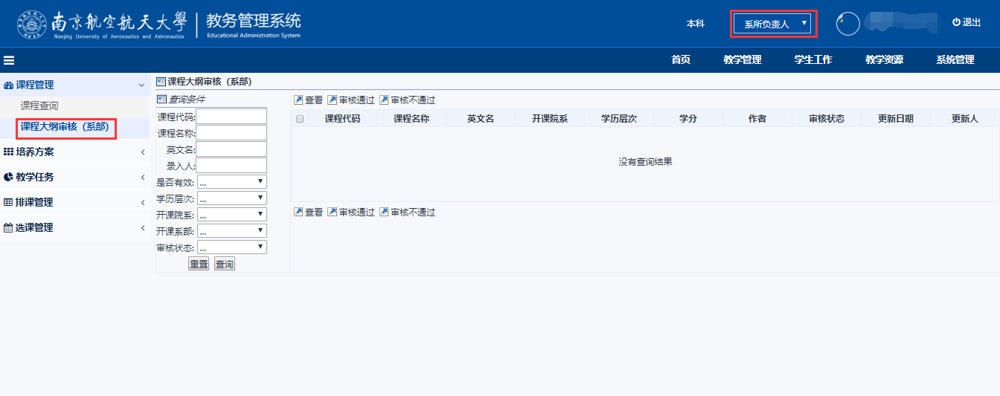 南京航空航天大學
Nanjing University of Aeronautics and Astronautics
教务管理系统
Educational Administration System
本科
系所负责人
退出
首页 教学管理 学生工作 教学资源 系统管理
课程管理
课程查询
课程大纲审核（系部）
培养方案
教学任务
排课管理
选课管理
课程大纲审核（系部）
查询条件
课程代码:
课程名称:
英文名:
录入人:
是否有效: ...
学历层次: ...
开课院系: ...
开课系部: ...
审核状态: ...
重置 查询
查看 审核通过 审核不通过
课程代码 课程名称 英文名 开课院系 学历层次 学分 作者 审核状态 更新日期 更新人
没有查询结果
查看 审核通过 审核不通过